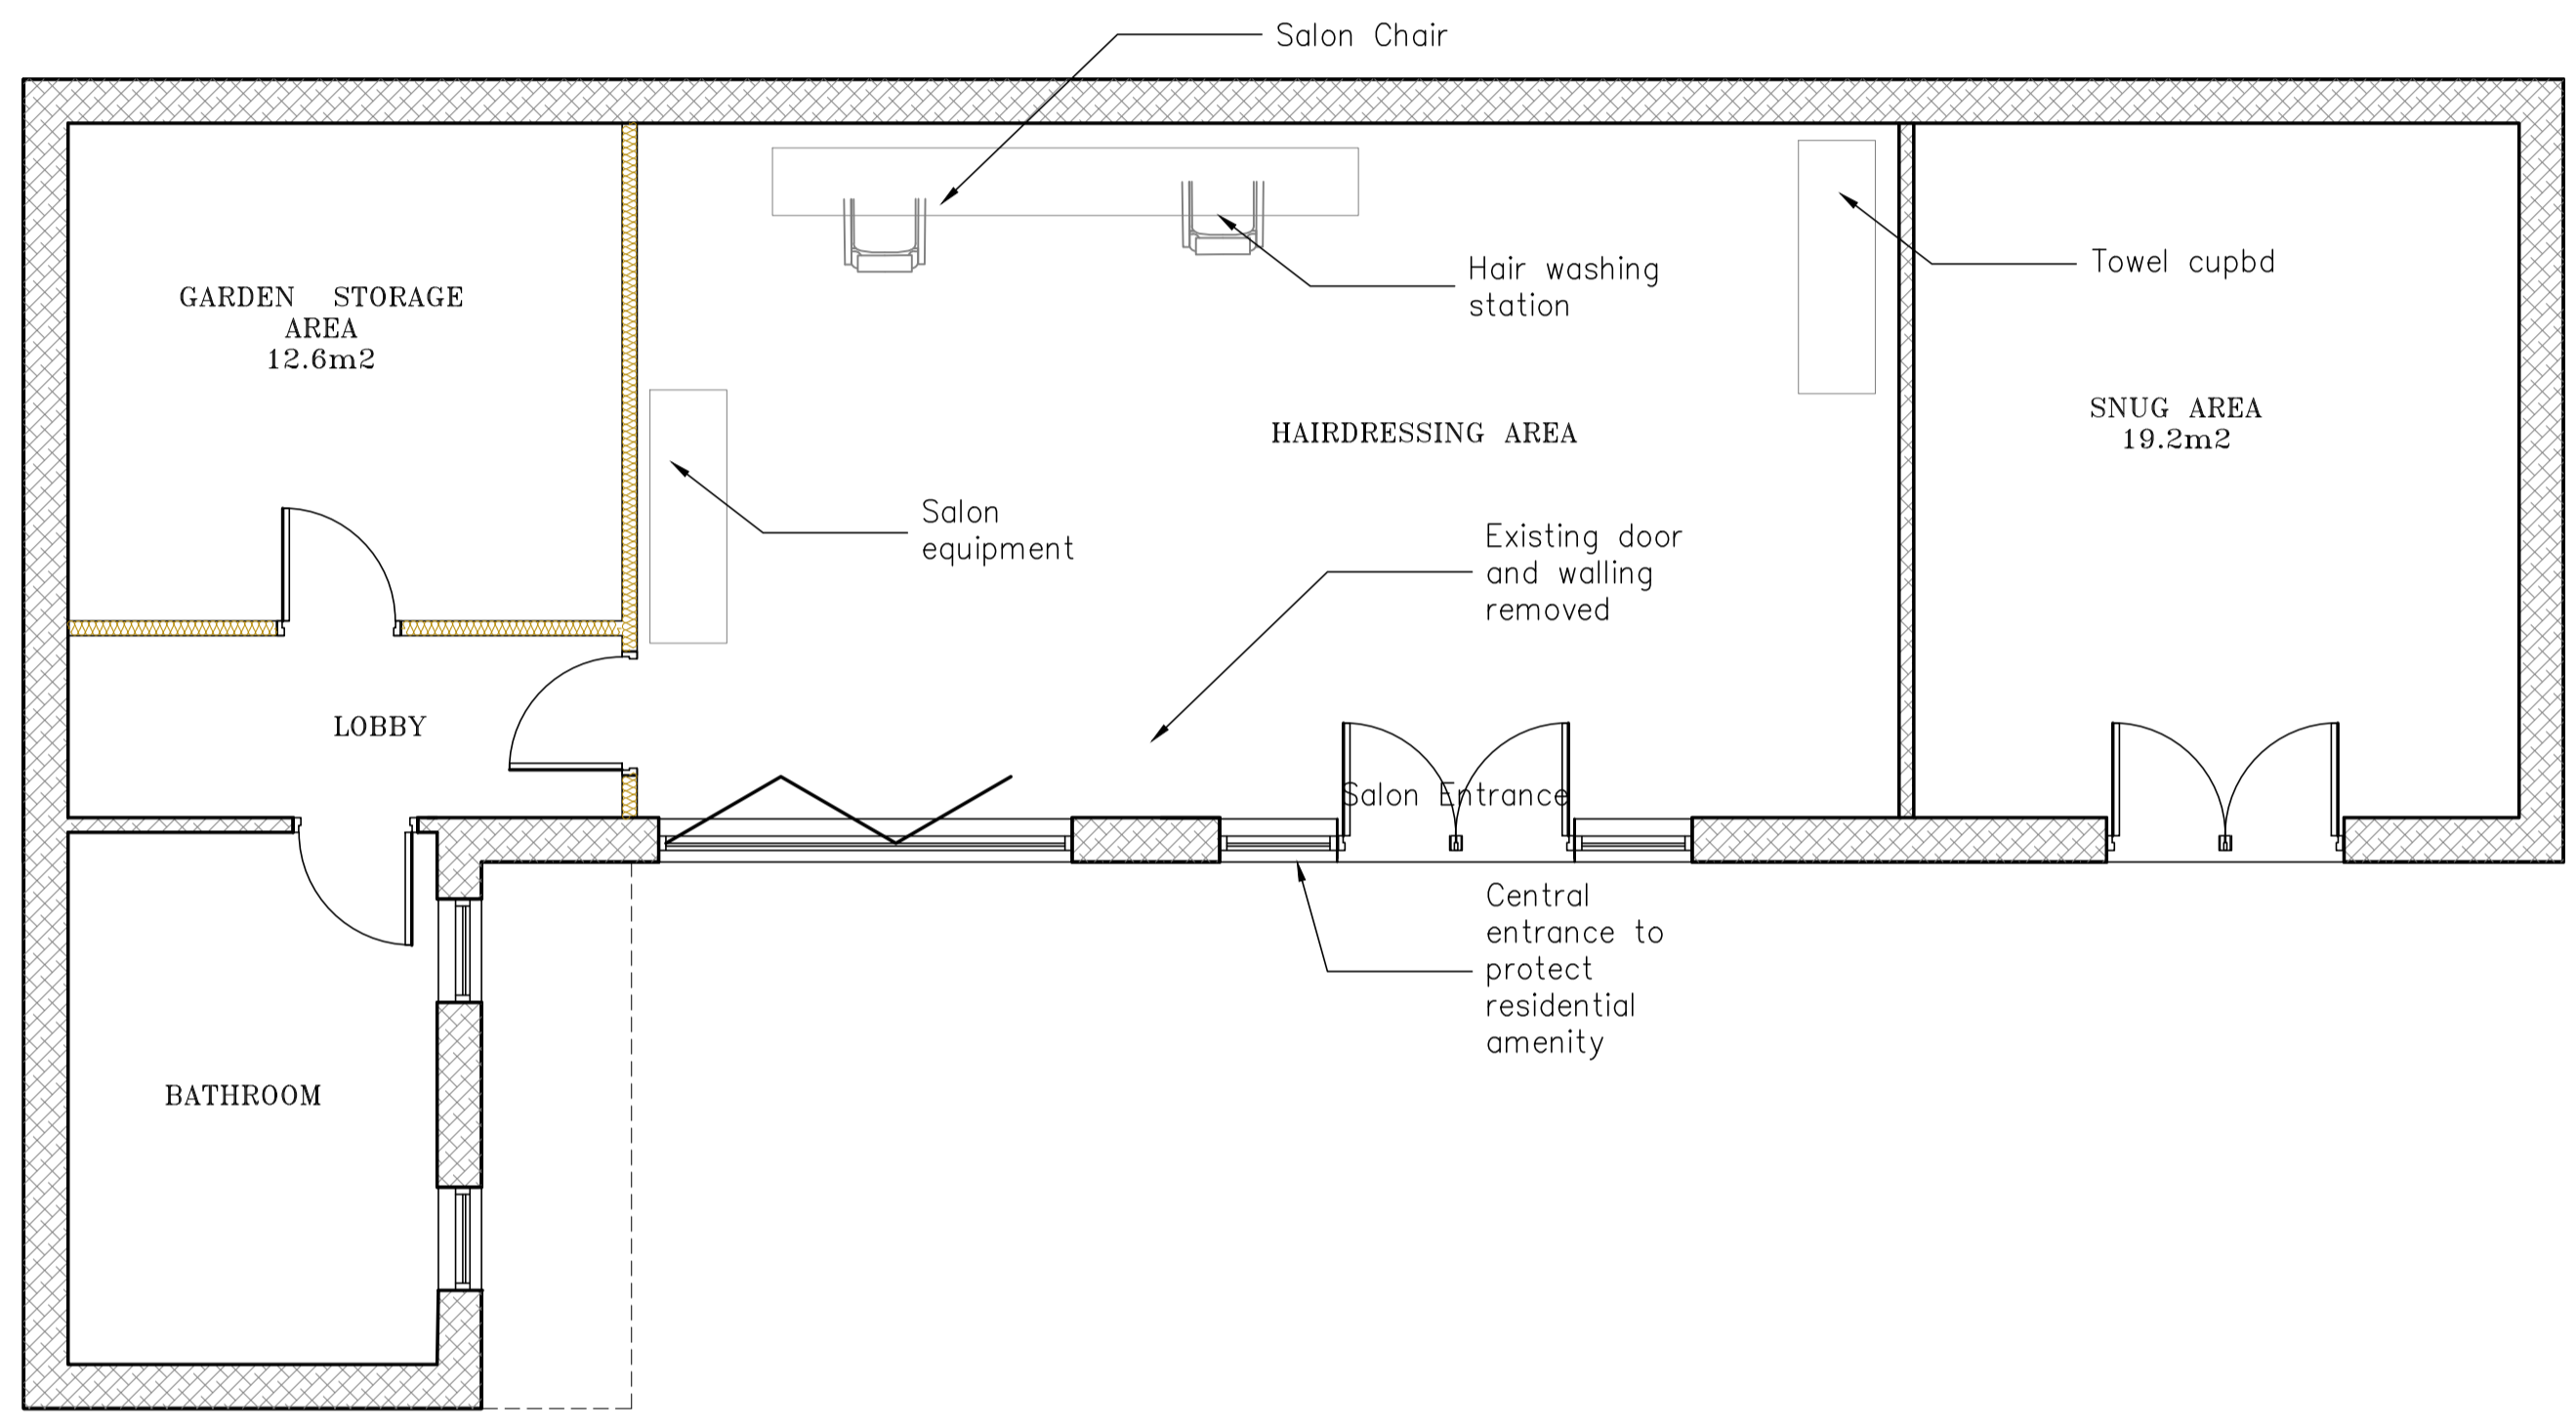 Salon Chair
GARDEN STORAGE
AREA
12.6m2
Hair washing
station
Towel cupbd
SNUG AREA
19.2m2
HAIRDRESSING AREA
Salon
equipment
Existing door
and walling
removed
LOBBY
Salon Entrance
Central
entrance to
protect
residential
amenity
BATHROOM